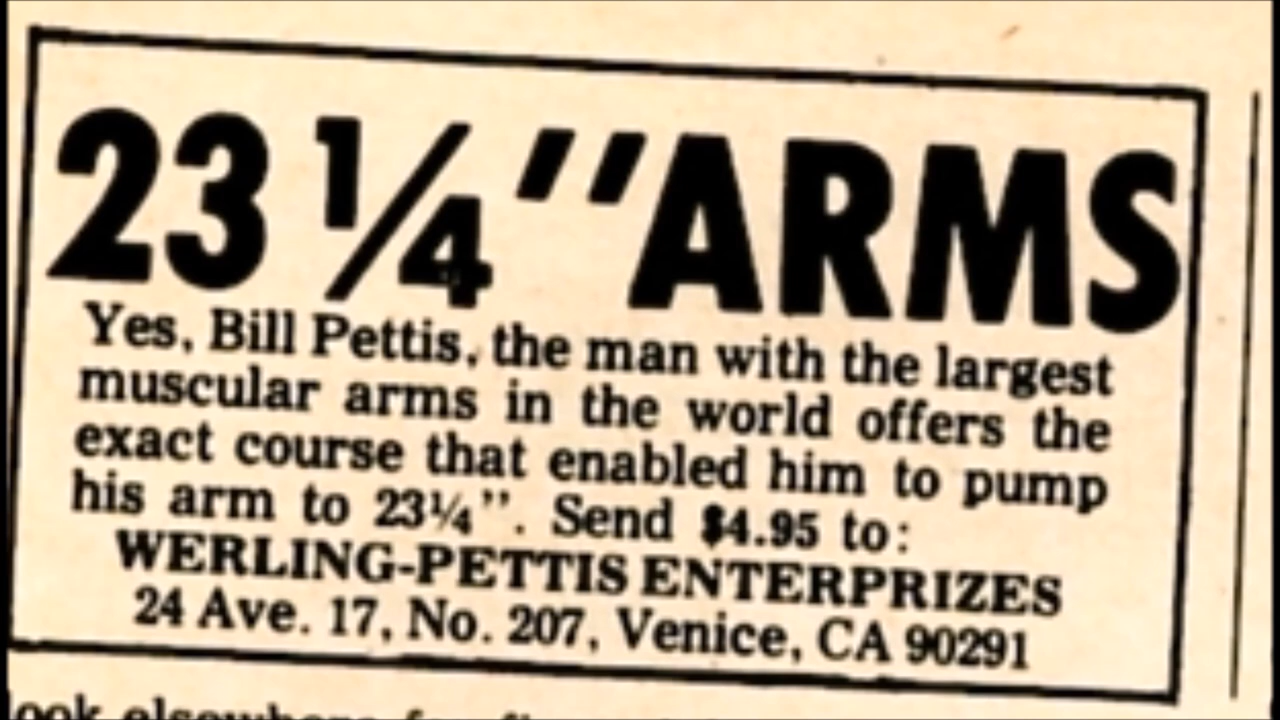 23 ¼" ARMS
Yes, Bill Pettis, the man with the largest
muscular arms in the world offers the
exact course that enabled him to pump
his arm to 23¼". Send $4.95 to:
WERLING-PETTIS ENTERPRIZES
24 Ave. 17, No. 207, Venice, CA 90291